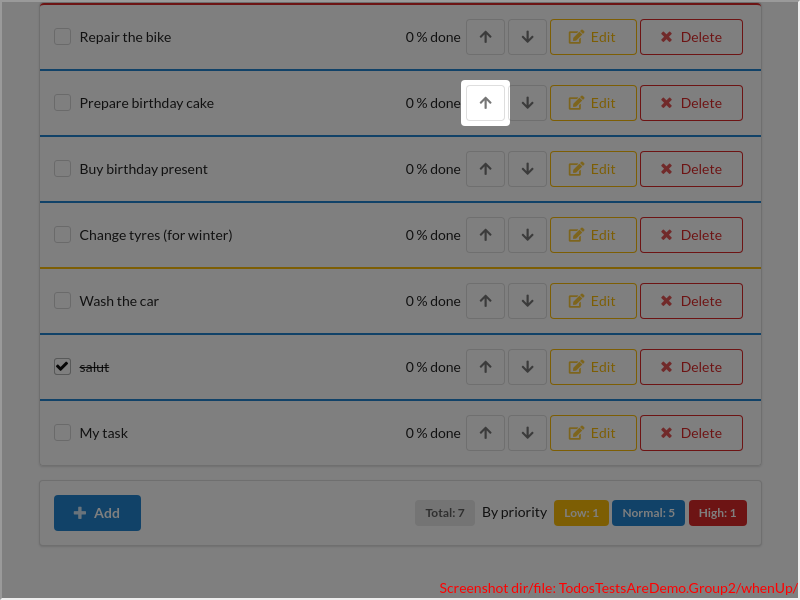 Repair the bike 0 % done Edit Delete
Prepare birthday cake 0 % done Edit Delete
Buy birthday present 0 % done Edit Delete
Change tyres (for winter) 0 % done Edit Delete
Wash the car 0 % done Edit Delete
salut 0 % done Edit Delete
My task 0 % done Edit Delete
Add Total: 7 By priority Low: 1 Normal: 5 High: 1
Screenshot dir/file: TodosTestsAreDemo.Group2/whenUp/